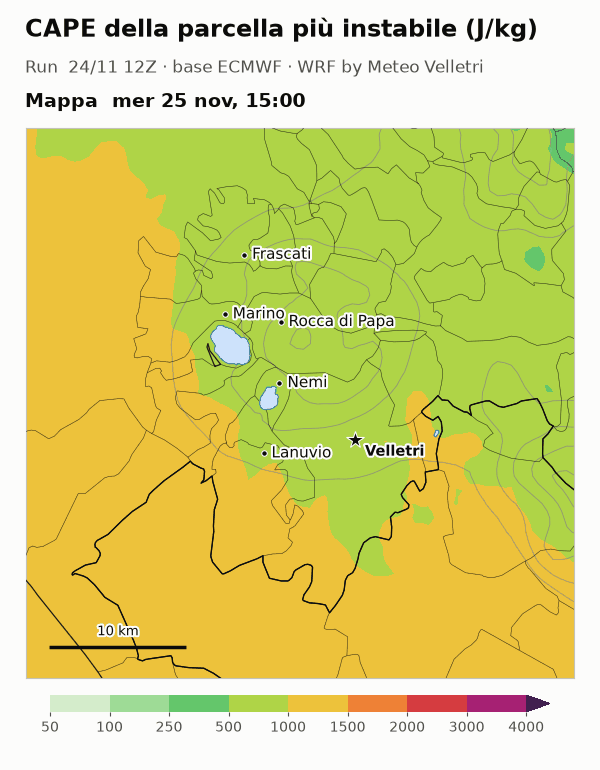 CAPE della parcella più instabile (J/kg)
Run  24/11 12Z · base ECMWF · WRF by Meteo Velletri
Mappa  mer 25 nov, 15:00
Frascati
Marino
Rocca di Papa
Nemi
Velletri
Lanuvio
10 km
50 100 250 500 1000 1500 2000 3000 4000